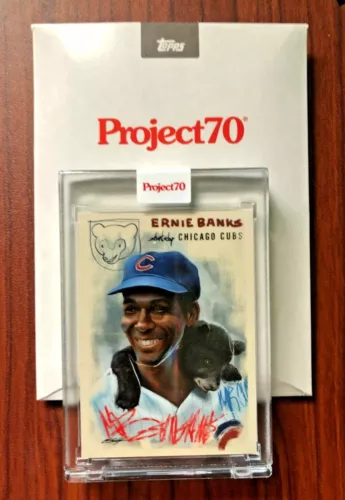 Topps
Project70®
Project70
ERNIE BANKS
CHICAGO CUBS
C